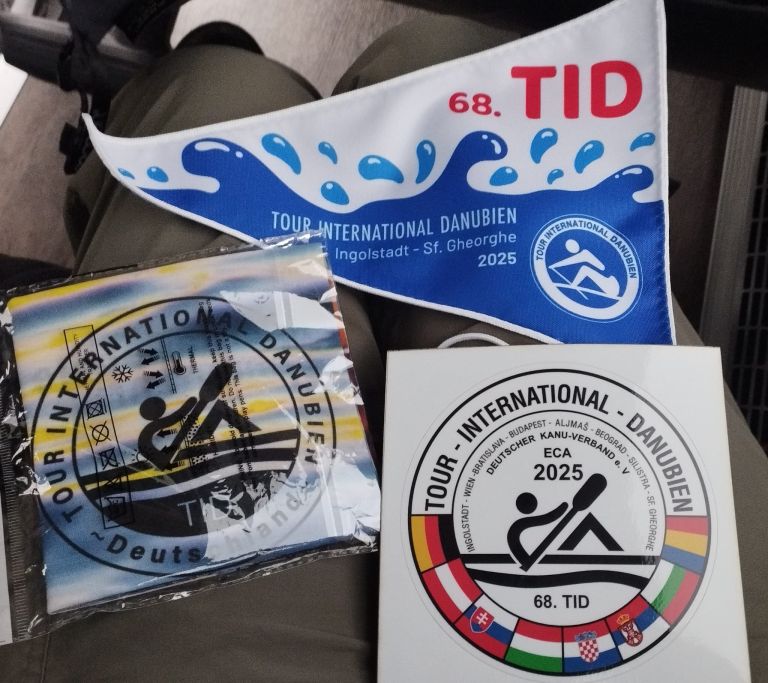 68. TID
TOUR INTERNATIONAL DANUBIEN
Ingolstadt - Sf. Gheorghe
2025
TOUR INTERNATIONAL DANUBIEN
TOUR INTERNATIONAL DANUBIEN
THERMAL
~Deutschland~
TOUR - INTERNATIONAL - DANUBIEN
INGOLSTADT - WIEN - BRATISLAVA - BUDAPEST - ALJMAŠ - BEOGRAD - SILISTRA - SF. GHEORGHE
DEUTSCHER KANU-VERBAND e. V
ECA
2025
68. TID